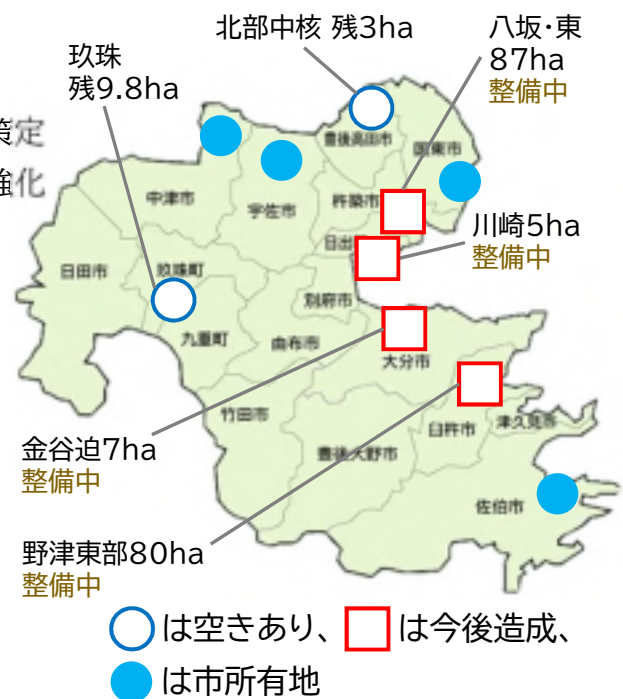 北部中核 残3ha
八坂・東
87ha
整備中
玖珠
残9.8ha
策定
強化
豊後高田市
国東市
中津市
宇佐市
杵築市
川崎5ha
整備中
日出
日田市
玖珠町
別府市
九重町
由布市
大分市
竹田市
臼杵市
津久見市
豊後大野市
佐伯市
金谷迫7ha
整備中
野津東部80ha
整備中
は空きあり、 は今後造成、
は市所有地